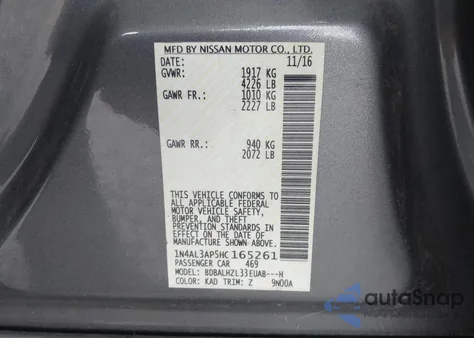 MFD BY NISSAN MOTOR CO., LTD.
DATE: 11/16
GVWR: 1917 KG
4226 LB
GAWR FR.: 1010 KG
2227 LB
GAWR RR.: 940 KG
2072 LB
THIS VEHICLE CONFORMS TO
ALL APPLICABLE FEDERAL
MOTOR VEHICLE SAFETY,
BUMPER, AND THEFT
PREVENTION STANDARDS IN
EFFECT ON THE DATE OF
MANUFACTURE SHOWN ABOVE.
1N4AL3AP5HC165261
PASSENGER CAR 469
MODEL: BDBALHZL33EUAB---H
COLOR: KAD TRIM: Z 9N00A
autoSnap